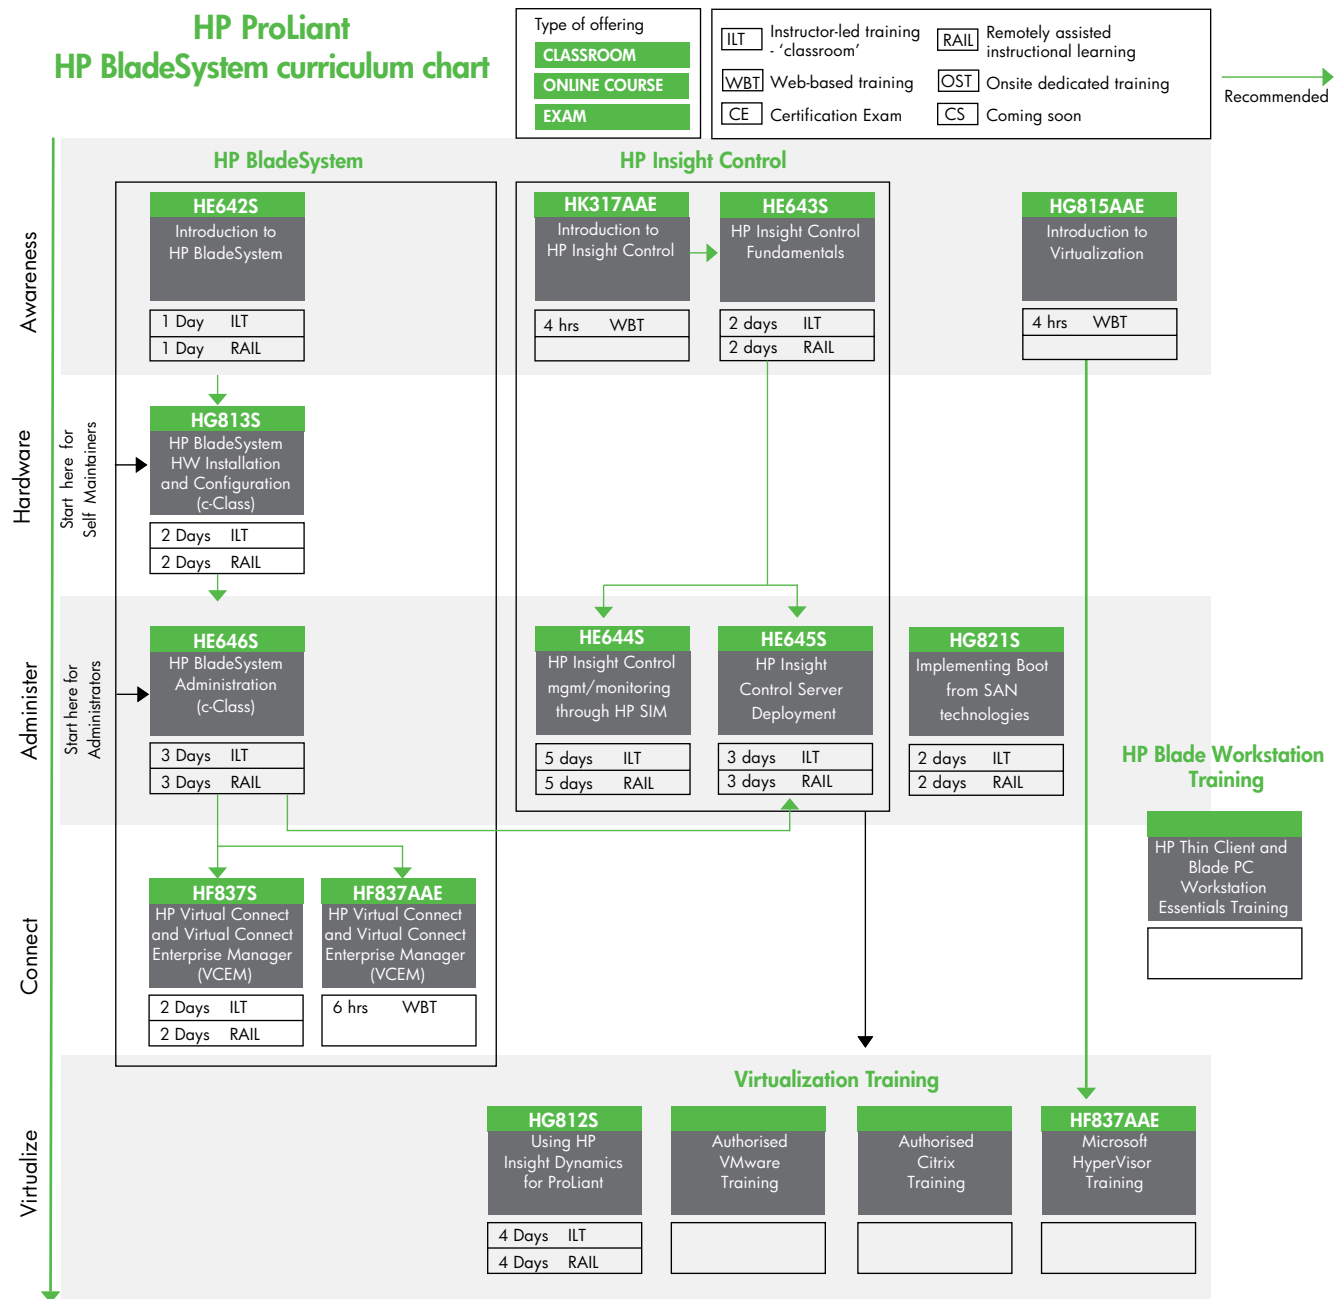 HP ProLiant
HP BladeSystem curriculum chart
Type of offering
CLASSROOM
ONLINE COURSE
EXAM
ILT Instructor-led training
- 'classroom'
WBT Web-based training
CE Certification Exam
RAIL Remotely assisted
instructional learning
OST Onsite dedicated training
CS Coming soon
Recommended
HP BladeSystem
HP Insight Control
Awareness
HE642S
Introduction to
HP BladeSystem
1 Day ILT
1 Day RAIL
HK317AAE
Introduction to
HP Insight Control
4 hrs WBT
HE643S
HP Insight Control
Fundamentals
2 days ILT
2 days RAIL
HG815AAE
Introduction to
Virtualization
4 hrs WBT
Hardware
Start here for
Self Maintainers
HG813S
HP BladeSystem
HW Installation
and Configuration
(c-Class)
2 Days ILT
2 Days RAIL
Administer
Start here for
Administrators
HE646S
HP BladeSystem
Administration
(c-Class)
3 Days ILT
3 Days RAIL
HE644S
HP Insight Control
mgmt/monitoring
through HP SIM
5 days ILT
5 days RAIL
HE645S
HP Insight
Control Server
Deployment
3 days ILT
3 days RAIL
HG821S
Implementing Boot
from SAN
technologies
2 days ILT
2 days RAIL
HP Blade Workstation
Training
HP Thin Client and
Blade PC
Workstation
Essentials Training
Connect
HF837S
HP Virtual Connect
and Virtual Connect
Enterprise Manager
(VCEM)
2 Days ILT
2 Days RAIL
HF837AAE
HP Virtual Connect
and Virtual Connect
Enterprise Manager
(VCEM)
6 hrs WBT
Virtualize
Virtualization Training
HG812S
Using HP
Insight Dynamics
for ProLiant
4 Days ILT
4 Days RAIL
Authorised
VMware
Training
Authorised
Citrix
Training
HF837AAE
Microsoft
HyperVisor
Training